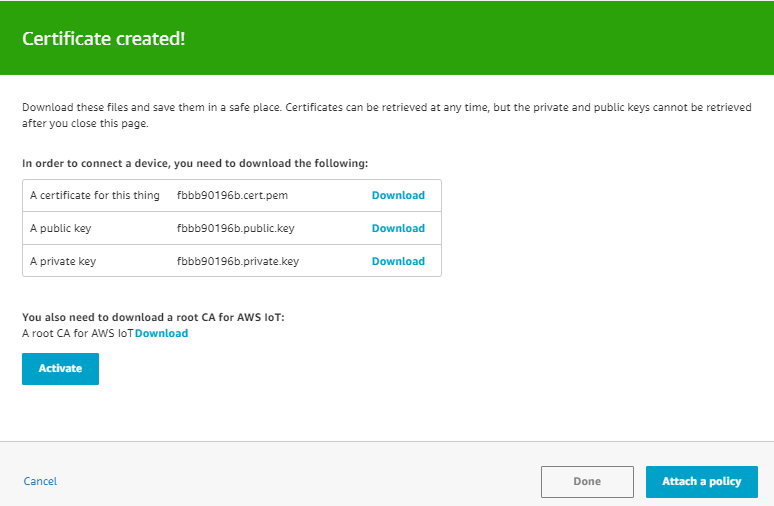 Certificate created!
Download these files and save them in a safe place. Certificates can be retrieved at any time, but the private and public keys cannot be retrieved
after you close this page.
In order to connect a device, you need to download the following:
A certificate for this thing fbbb90196b.cert.pem Download
A public key fbbb90196b.public.key Download
A private key fbbb90196b.private.key Download
You also need to download a root CA for AWS IoT:
A root CA for AWS IoT Download
Activate
Cancel Done Attach a policy